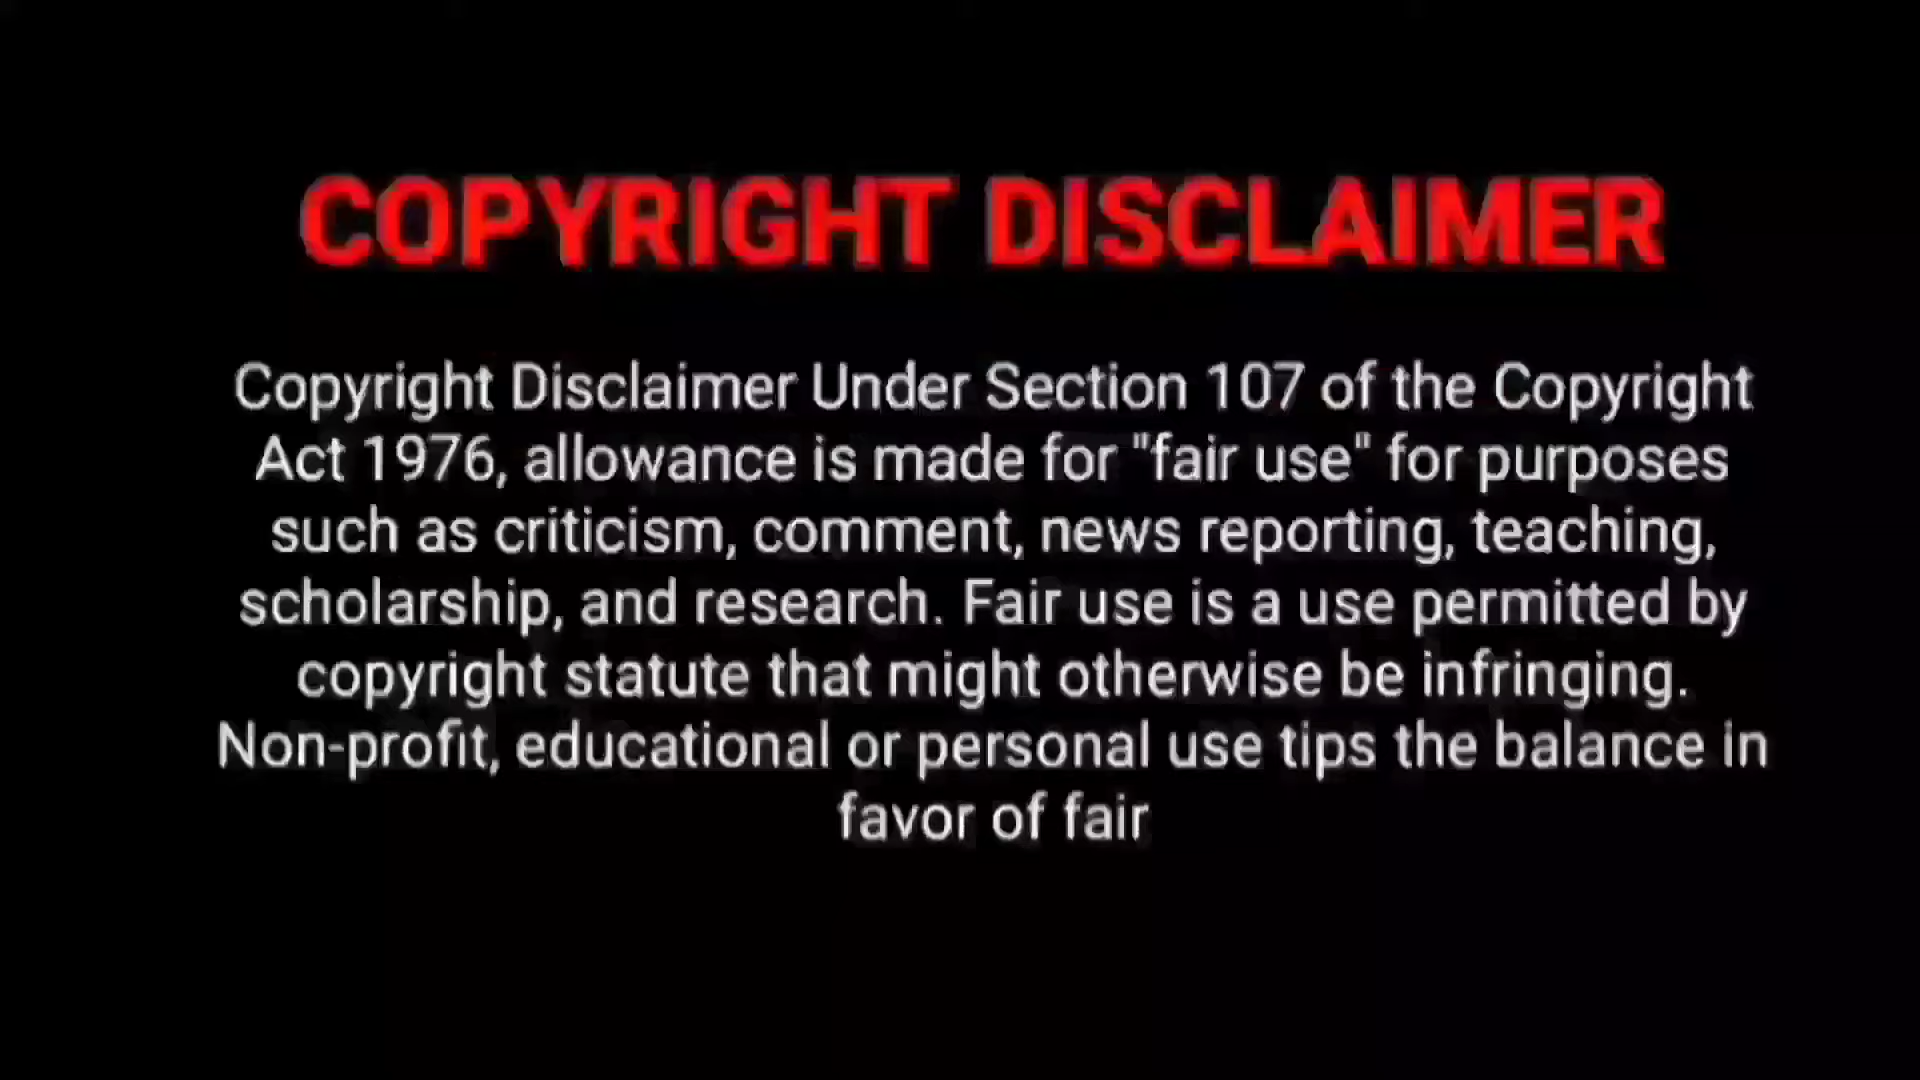 COPYRIGHT DISCLAIMER
Copyright Disclaimer Under Section 107 of the Copyright
Act 1976, allowance is made for "fair use" for purposes
such as criticism, comment, news reporting, teaching,
scholarship, and research. Fair use is a use permitted by
copyright statute that might otherwise be infringing.
Non-profit, educational or personal use tips the balance in
favor of fair